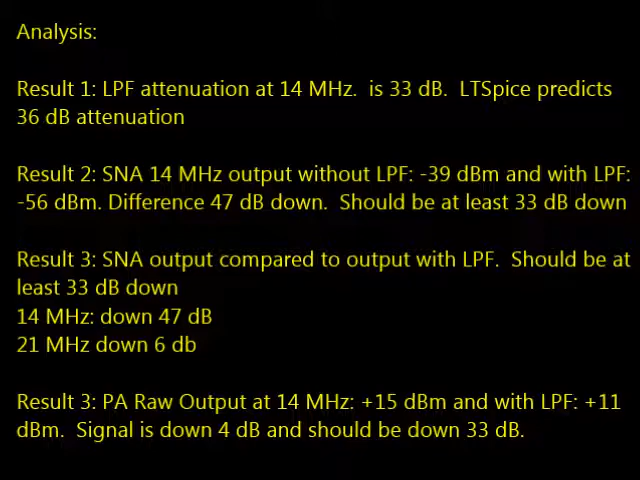 Analysis:
Result 1: LPF attenuation at 14 MHz.  is 33 dB.  LTSpice predicts
36 dB attenuation
Result 2: SNA 14 MHz output without LPF: -39 dBm and with LPF:
-56 dBm. Difference 47 dB down.  Should be at least 33 dB down
Result 3: SNA output compared to output with LPF.  Should be at
least 33 dB down
14 MHz: down 47 dB
21 MHz down 6 db
Result 3: PA Raw Output at 14 MHz: +15 dBm and with LPF: +11
dBm.  Signal is down 4 dB and should be down 33 dB.